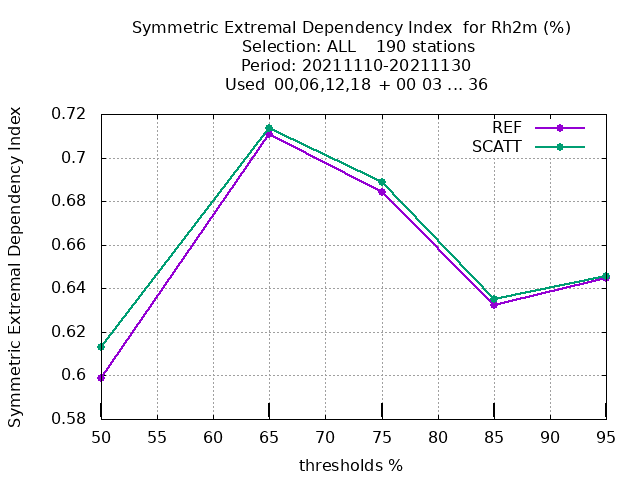 Symmetric Extremal Dependency Index for Rh2m (%)
Selection: ALL 190 stations
Period: 20211110-20211130
Used 00,06,12,18 + 00 03 ... 36
REF
SCATT
Symmetric Extremal Dependency Index
0.72
0.7
0.68
0.66
0.64
0.62
0.6
0.58
50 55 60 65 70 75 80 85 90 95
thresholds %